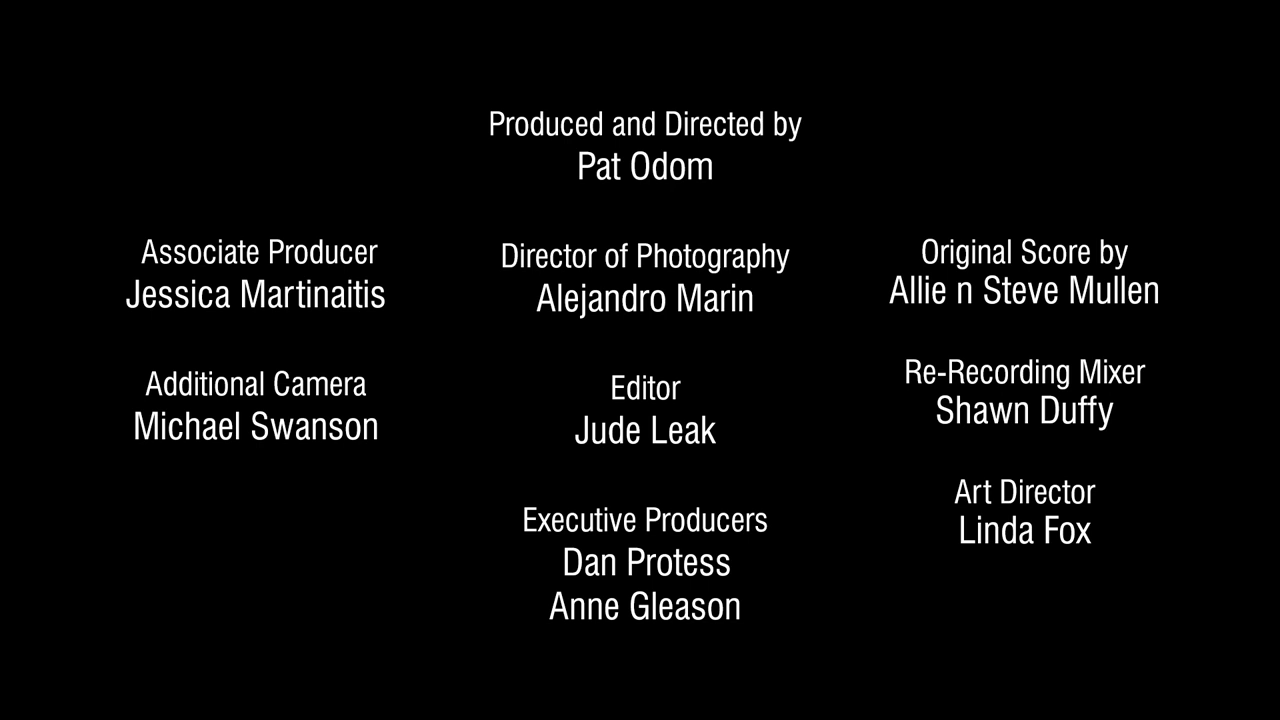 Produced and Directed by
Pat Odom
Associate Producer
Jessica Martinaitis
Additional Camera
Michael Swanson
Director of Photography
Alejandro Marin
Editor
Jude Leak
Executive Producers
Dan Protess
Anne Gleason
Original Score by
Allie n Steve Mullen
Re-Recording Mixer
Shawn Duffy
Art Director
Linda Fox